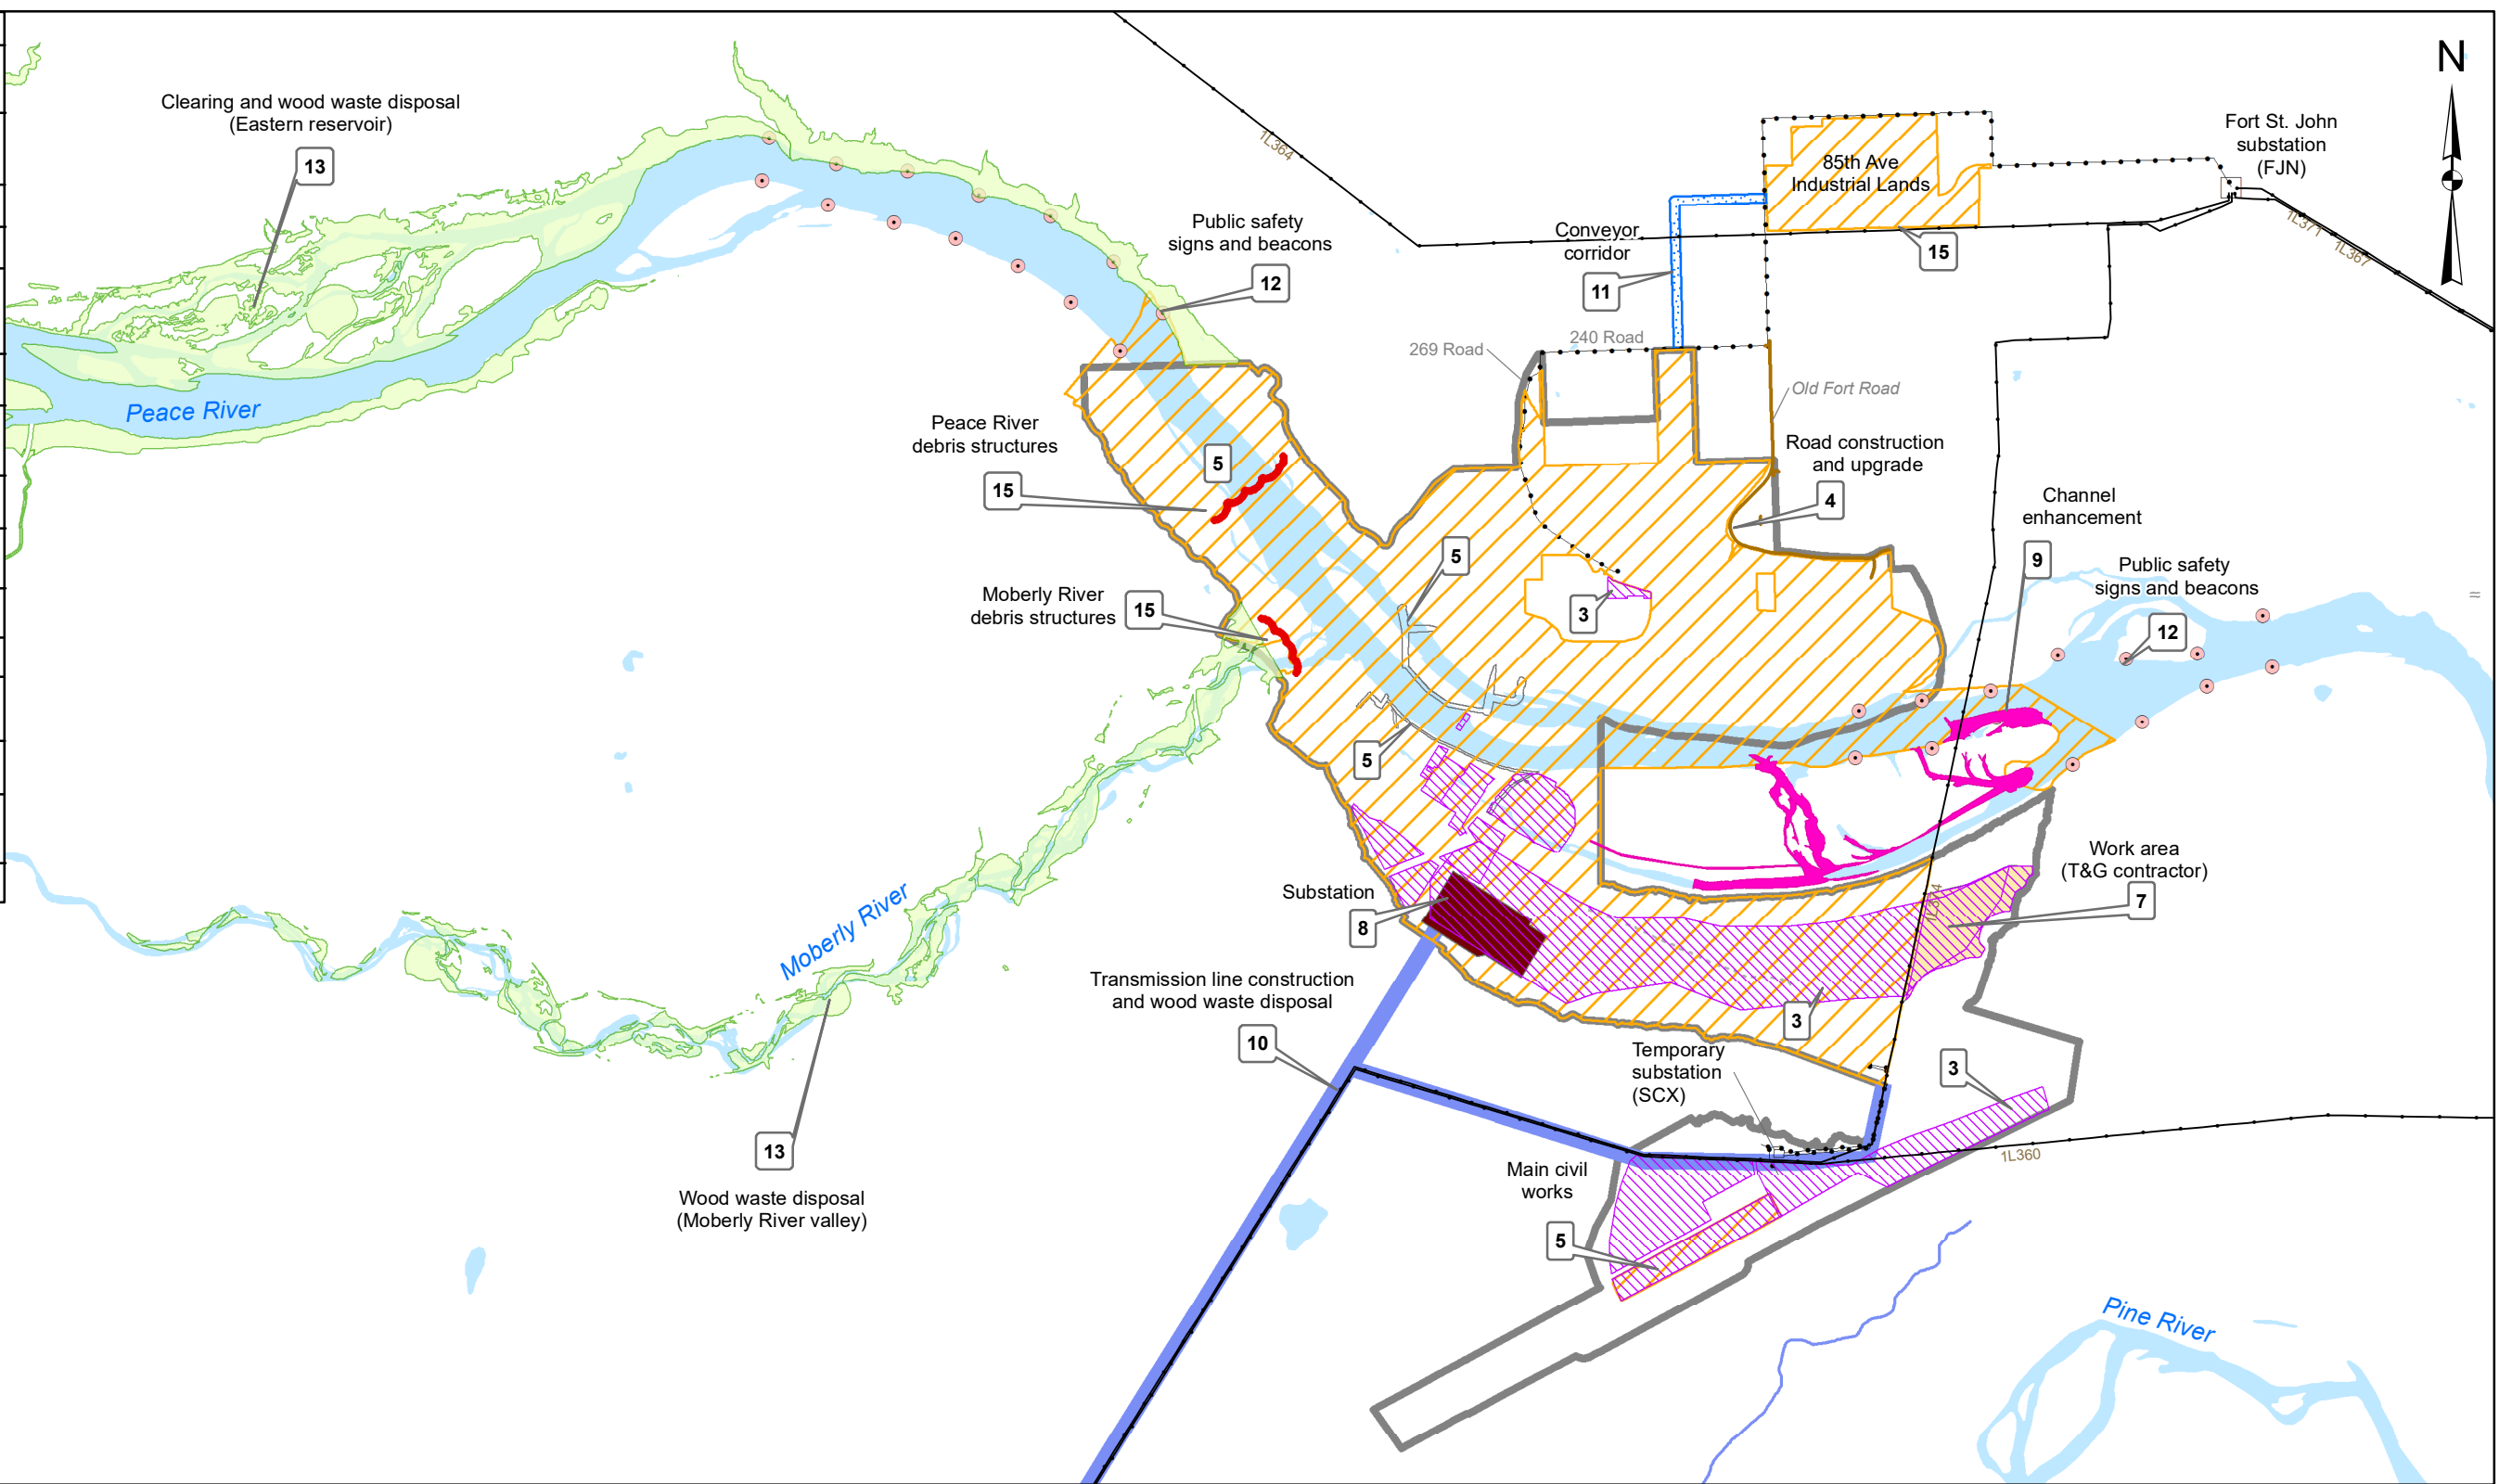 N
Clearing and wood waste disposal
(Eastern reservoir)
13
1L364
Fort St. John
substation
(FJN)
85th Ave
Industrial Lands
Public safety
signs and beacons
12
Conveyor
corridor
11
15
1L371
1L367
269 Road
240 Road
Old Fort Road
Peace River
Peace River
debris structures
15
5
Road construction
and upgrade
4
Channel
enhancement
9
Public safety
signs and beacons
12
Moberly River
debris structures
15
5
3
5
Work area
(T&G contractor)
7
Substation
8
Moberly River
Transmission line construction
and wood waste disposal
10
3
Temporary
substation
(SCX)
3
13
Wood waste disposal
(Moberly River valley)
Main civil
works
5
1L360
Pine River